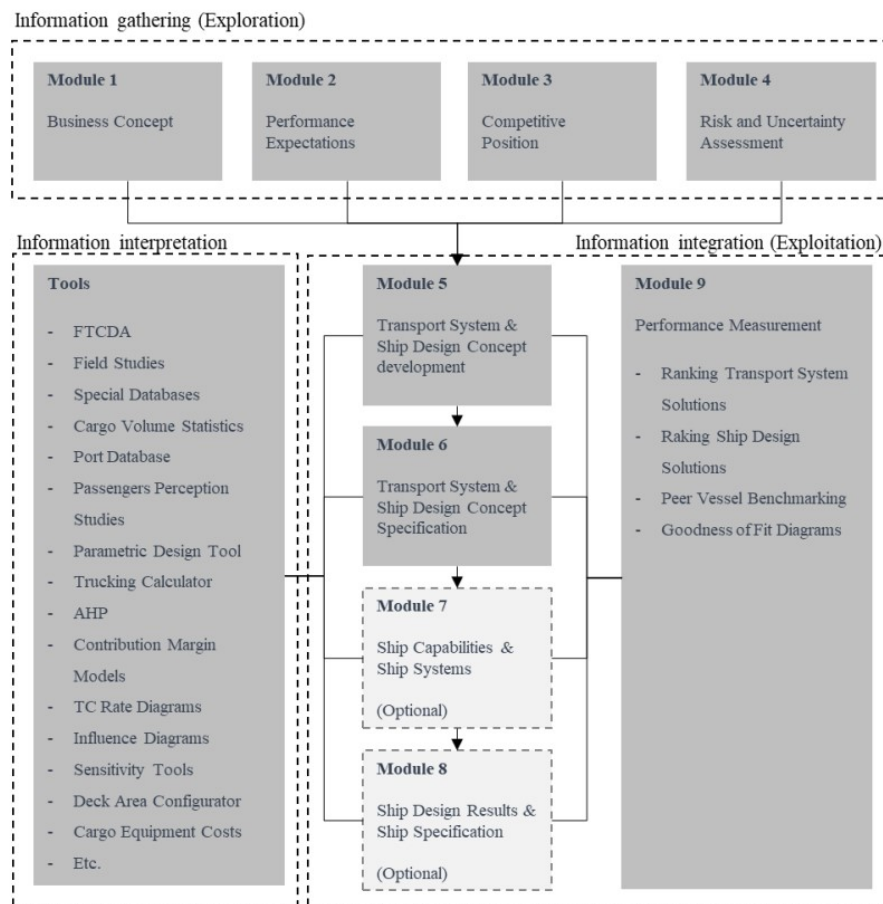 Information gathering (Exploration)
Module 1
Business Concept
Module 2
Performance
Expectations
Module 3
Competitive
Position
Module 4
Risk and Uncertainty
Assessment
Information interpretation
Tools
- FTCDA
- Field Studies
- Special Databases
- Cargo Volume Statistics
- Port Database
- Passengers Perception
Studies
- Parametric Design Tool
- Trucking Calculator
- AHP
- Contribution Margin
Models
- TC Rate Diagrams
- Influence Diagrams
- Sensitivity Tools
- Deck Area Configurator
- Cargo Equipment Costs
- Etc.
Information integration (Exploitation)
Module 5
Transport System &
Ship Design Concept
development
Module 6
Transport System &
Ship Design Concept
Specification
Module 7
Ship Capabilities &
Ship Systems
(Optional)
Module 8
Ship Design Results &
Ship Specification
(Optional)
Module 9
Performance Measurement
- Ranking Transport System
Solutions
- Raking Ship Design
Solutions
- Peer Vessel Benchmarking
- Goodness of Fit Diagrams